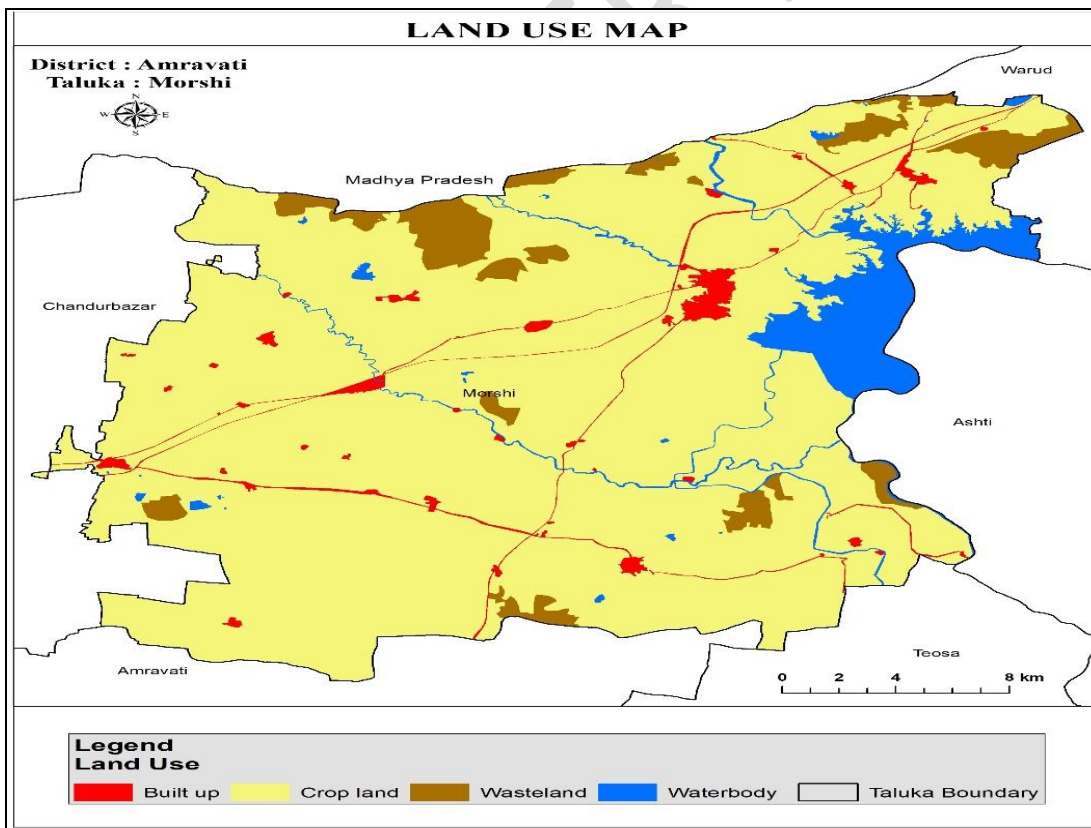 LAND USE MAP
District : Amravati
Taluka : Morshi
N
W E
S
Warud
Madhya Pradesh
Chandurbazar
Morshi
Ashti
Teosa
Amravati
0 2 4 8 km
Legend
Land Use
Built up Crop land Wasteland Waterbody Taluka Boundary